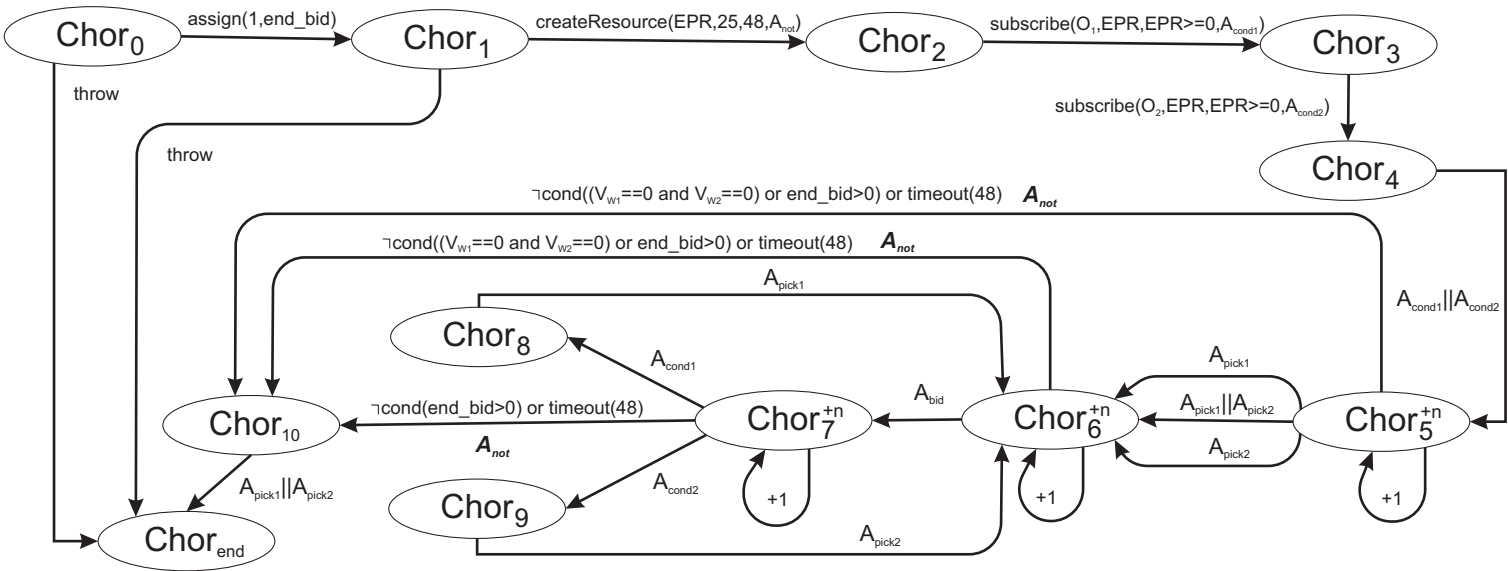 Chor0 assign(1,end_bid) Chor1 createResource(EPR,25,48,Anot) Chor2 subscribe(O1,EPR,EPR>=0,Acond1) Chor3
throw
subscribe(O2,EPR,EPR>=0,Acond2)
throw
Chor4
¬cond((Vw1==0 and Vw2==0) or end_bid>0) or timeout(48) Anot
¬cond((Vw1==0 and Vw2==0) or end_bid>0) or timeout(48) Anot
Apick1
Acond1||Acond2
Chor8
Acond1
Apick1
Abid
¬cond(end_bid>0) or timeout(48)
Apick1||Apick2
Chor10
Chor7+n
Chor6+n
Chor5+n
Anot
Apick2
Acond2
Apick1||Apick2
Chor9
+1
+1
+1
Apick2
Chorend